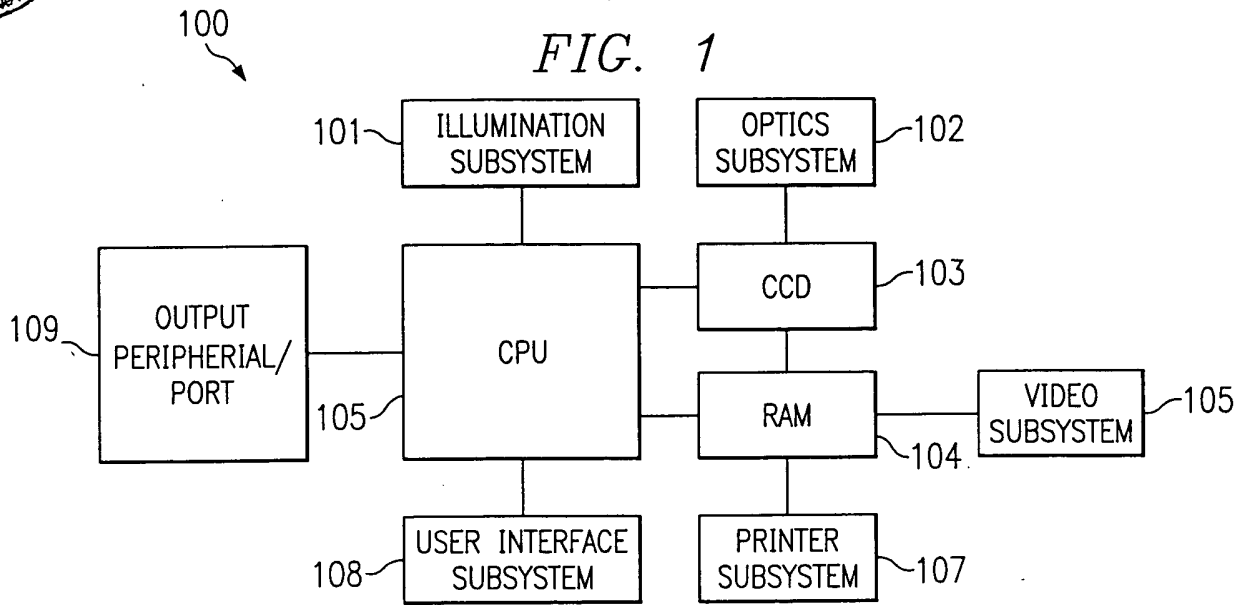 100
FIG. 1
101
ILLUMINATION
SUBSYSTEM
OPTICS
SUBSYSTEM
102
109
OUTPUT
PERIPHERIAL/
PORT
CPU
105
CCD
103
RAM
104
VIDEO
SUBSYSTEM
105
108
USER INTERFACE
SUBSYSTEM
PRINTER
SUBSYSTEM
107